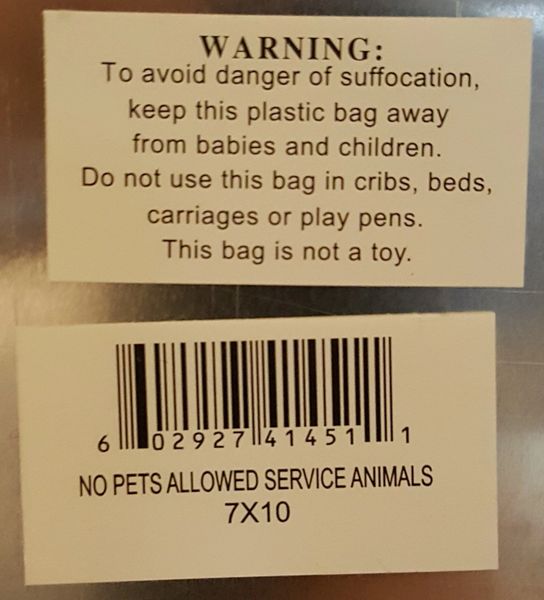 WARNING:
To avoid danger of suffocation,
keep this plastic bag away
from babies and children.
Do not use this bag in cribs, beds,
carriages or play pens.
This bag is not a toy.
6 02927 41451 1
NO PETS ALLOWED SERVICE ANIMALS
7X10